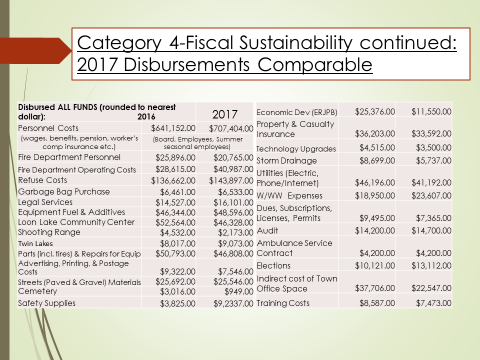 Category 4-Fiscal Sustainability continued:
2017 Disbursements Comparable
Disbursed ALL FUNDS (rounded to nearest
dollar): 2016 2017
Personnel Costs $641,152.00 $707,404.00
(wages, benefits, pension, worker's (Board, Employees, Summer
comp insurance etc.) seasonal employees)
Fire Department Personnel $25,896.00 $20,765.00
Fire Department Operating Costs $28,615.00 $40,987.00
Refuse Costs $136,662.00 $143,897.00
Garbage Bag Purchase $6,461.00 $6,533.00
Legal Services $14,527.00 $16,101.00
Equipment Fuel & Additives $46,344.00 $48,596.00
Loon Lake Community Center $52,564.00 $46,328.00
Shooting Range $4,532.00 $2,173.00
Twin Lakes $8,017.00 $9,073.00
Parts (incl. tires) & Repairs for Equip $50,793.00 $46,808.00
Advertising, Printing, & Postage
Costs $9,322.00 $7,546.00
Streets (Paved & Gravel) Materials $25,692.00 $25,546.00
Cemetery $3,016.00 $949.00
Safety Supplies $3,825.00 $9,2337.00
Economic Dev (ERJPB) $25,376.00 $11,550.00
Property & Casualty
Insurance $36,203.00 $33,592.00
Technology Upgrades $4,515.00 $3,500.00
Storm Drainage $8,699.00 $5,737.00
Utilities (Electric,
Phone/Internet) $46,196.00 $41,192.00
W/WW Expenses $18,950.00 $23,607.00
Dues, Subscriptions,
Licenses, Permits $9,495.00 $7,365.00
Audit $14,200.00 $14,700.00
Ambulance Service
Contract $4,200.00 $4,200.00
Elections $10,121.00 $13,112.00
Indirect cost of Town
Office Space $37,706.00 $22,547.00
Training Costs $8,587.00 $7,473.00